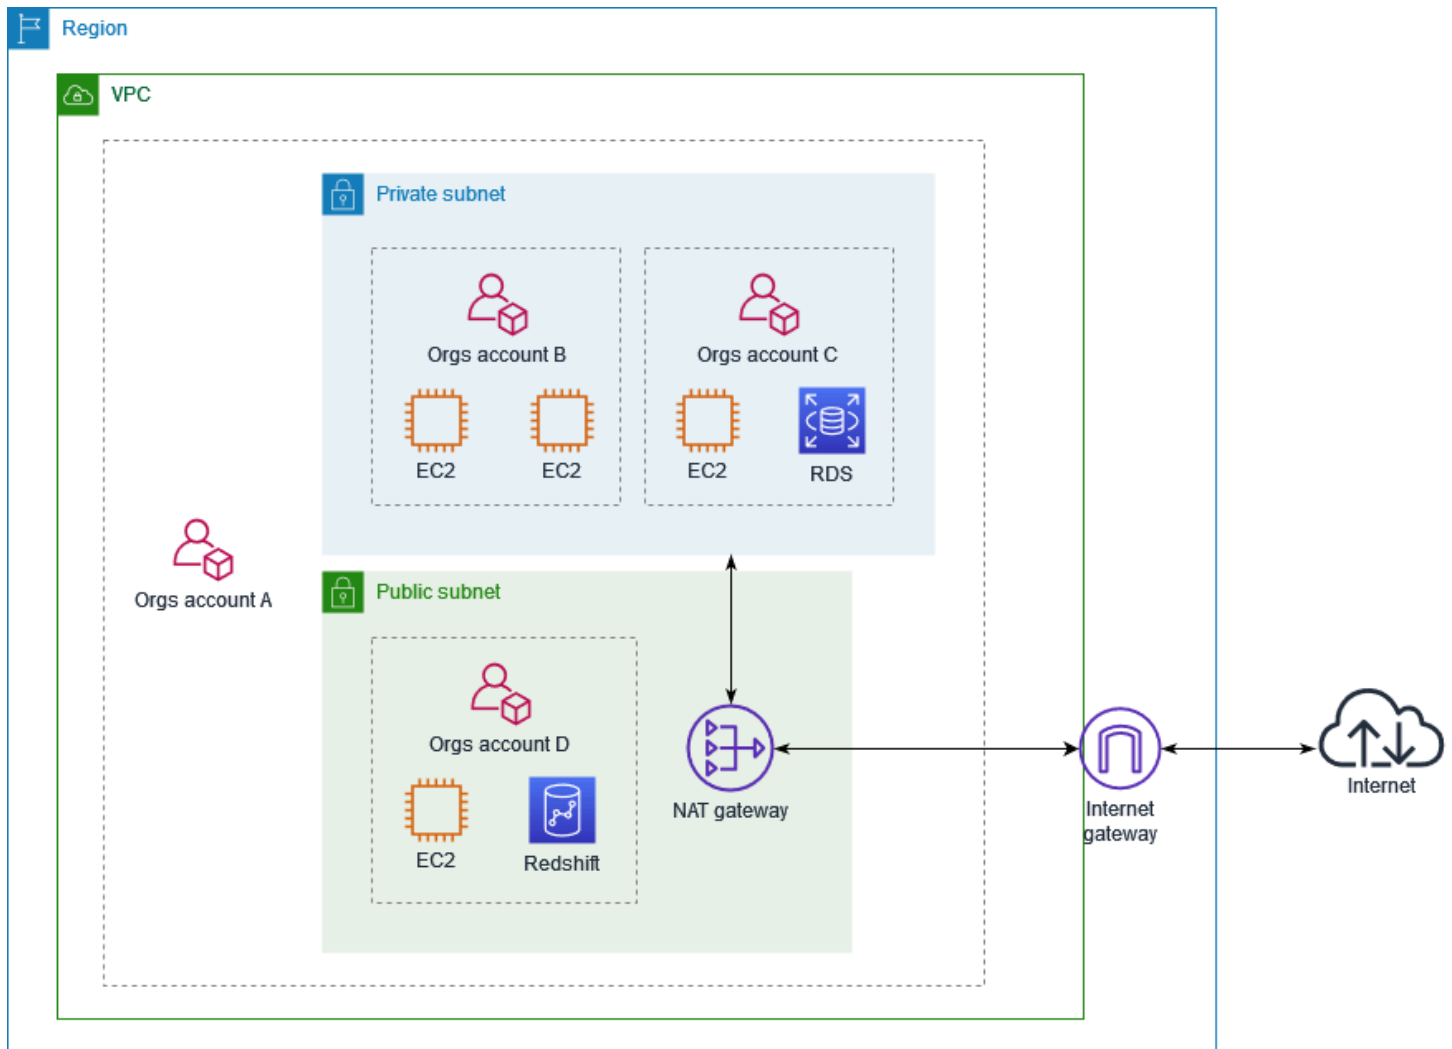 Region
VPC
Private subnet
Orgs account B
Orgs account C
EC2
EC2
EC2
RDS
Orgs account A
Public subnet
Orgs account D
EC2
Redshift
NAT gateway
Internet
gateway
Internet